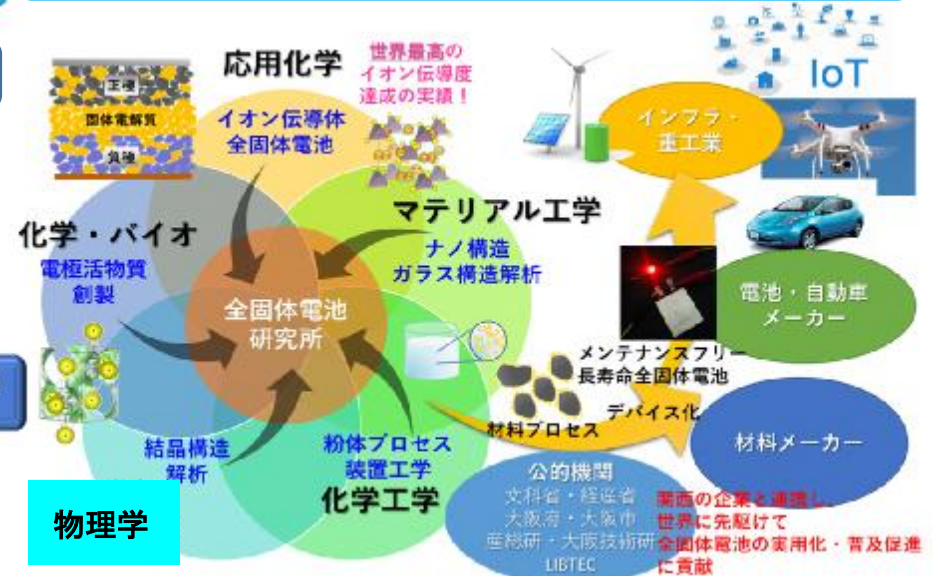 応用化学
イオン伝導体
全固体電池
世界最高の
イオン伝導度
達成の実績！
正極
固体電解質
負極
化学・バイオ
電極活物質
創製
マテリアル工学
ナノ構造
ガラス構造解析
全固体電池
研究所
結晶構造
解析
粉体プロセス
装置工学
化学工学
物理学
IoT
インフラ・
重工業
電池・自動車
メーカー
メンテナンスフリー
長寿命全固体電池
デバイス化
材料プロセス
材料メーカー
公的機関
文科省・経産省
大阪府・大阪市
産総研・大阪技術研
LIBTEC
関西の企業と連携し、
世界に先駆けて
全固体電池の実用化・普及促進
に貢献